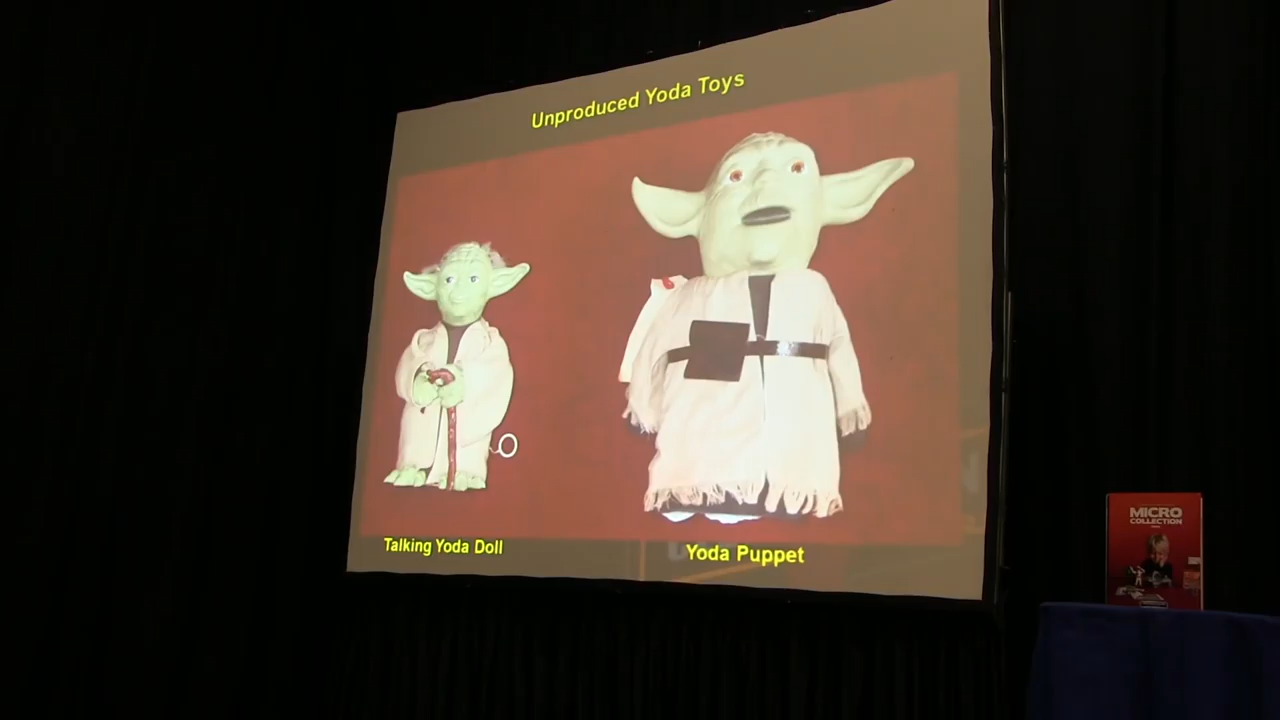 Unproduced Yoda Toys
Talking Yoda Doll
Yoda Puppet
MICRO
COLLECTION